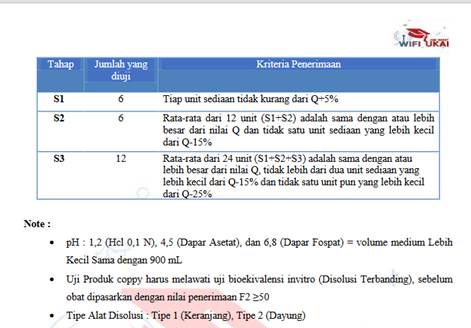 WIFI UKAI
Tahap Jumlah yang diuji Kriteria Penerimaan
S1 6 Tiap unit sediaan tidak kurang dari Q+5%
S2 6 Rata-rata dari 12 unit (S1+S2) adalah sama dengan atau lebih
besar dari nilai Q dan tidak satu unit sediaan yang lebih kecil
dari Q-15%
S3 12 Rata-rata dari 24 unit (S1+S2+S3) adalah sama dengan atau
lebih besar dari nilai Q, tidak lebih dari dua unit sediaan yang
lebih kecil dari Q-15% dan tidak satu unit pun yang lebih kecil
dari Q-25%
Note :
• pH : 1,2 (Hcl 0,1 N), 4,5 (Dapar Asetat), dan 6,8 (Dapar Fospat) = volume medium Lebih
Kecil Sama dengan 900 mL
• Uji Produk coppy harus melawati uji bioekivalensi invitro (Disolusi Terbanding), sebelum
obat dipasarkan dengan nilai penerimaan F2 ≥50
• Tipe Alat Disolusi : Tipe 1 (Keranjang), Tipe 2 (Dayung)